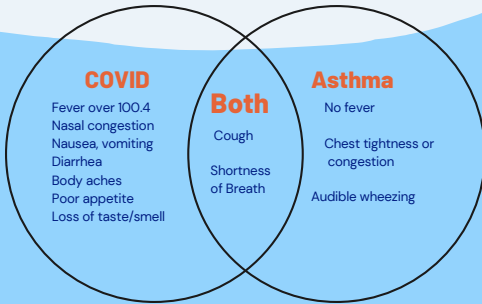 COVID
Fever over 100.4
Nasal congestion
Nausea, vomiting
Diarrhea
Body aches
Poor appetite
Loss of taste/smell
Both
Cough
Shortness
of Breath
Asthma
No fever
Chest tightness or
congestion
Audible wheezing